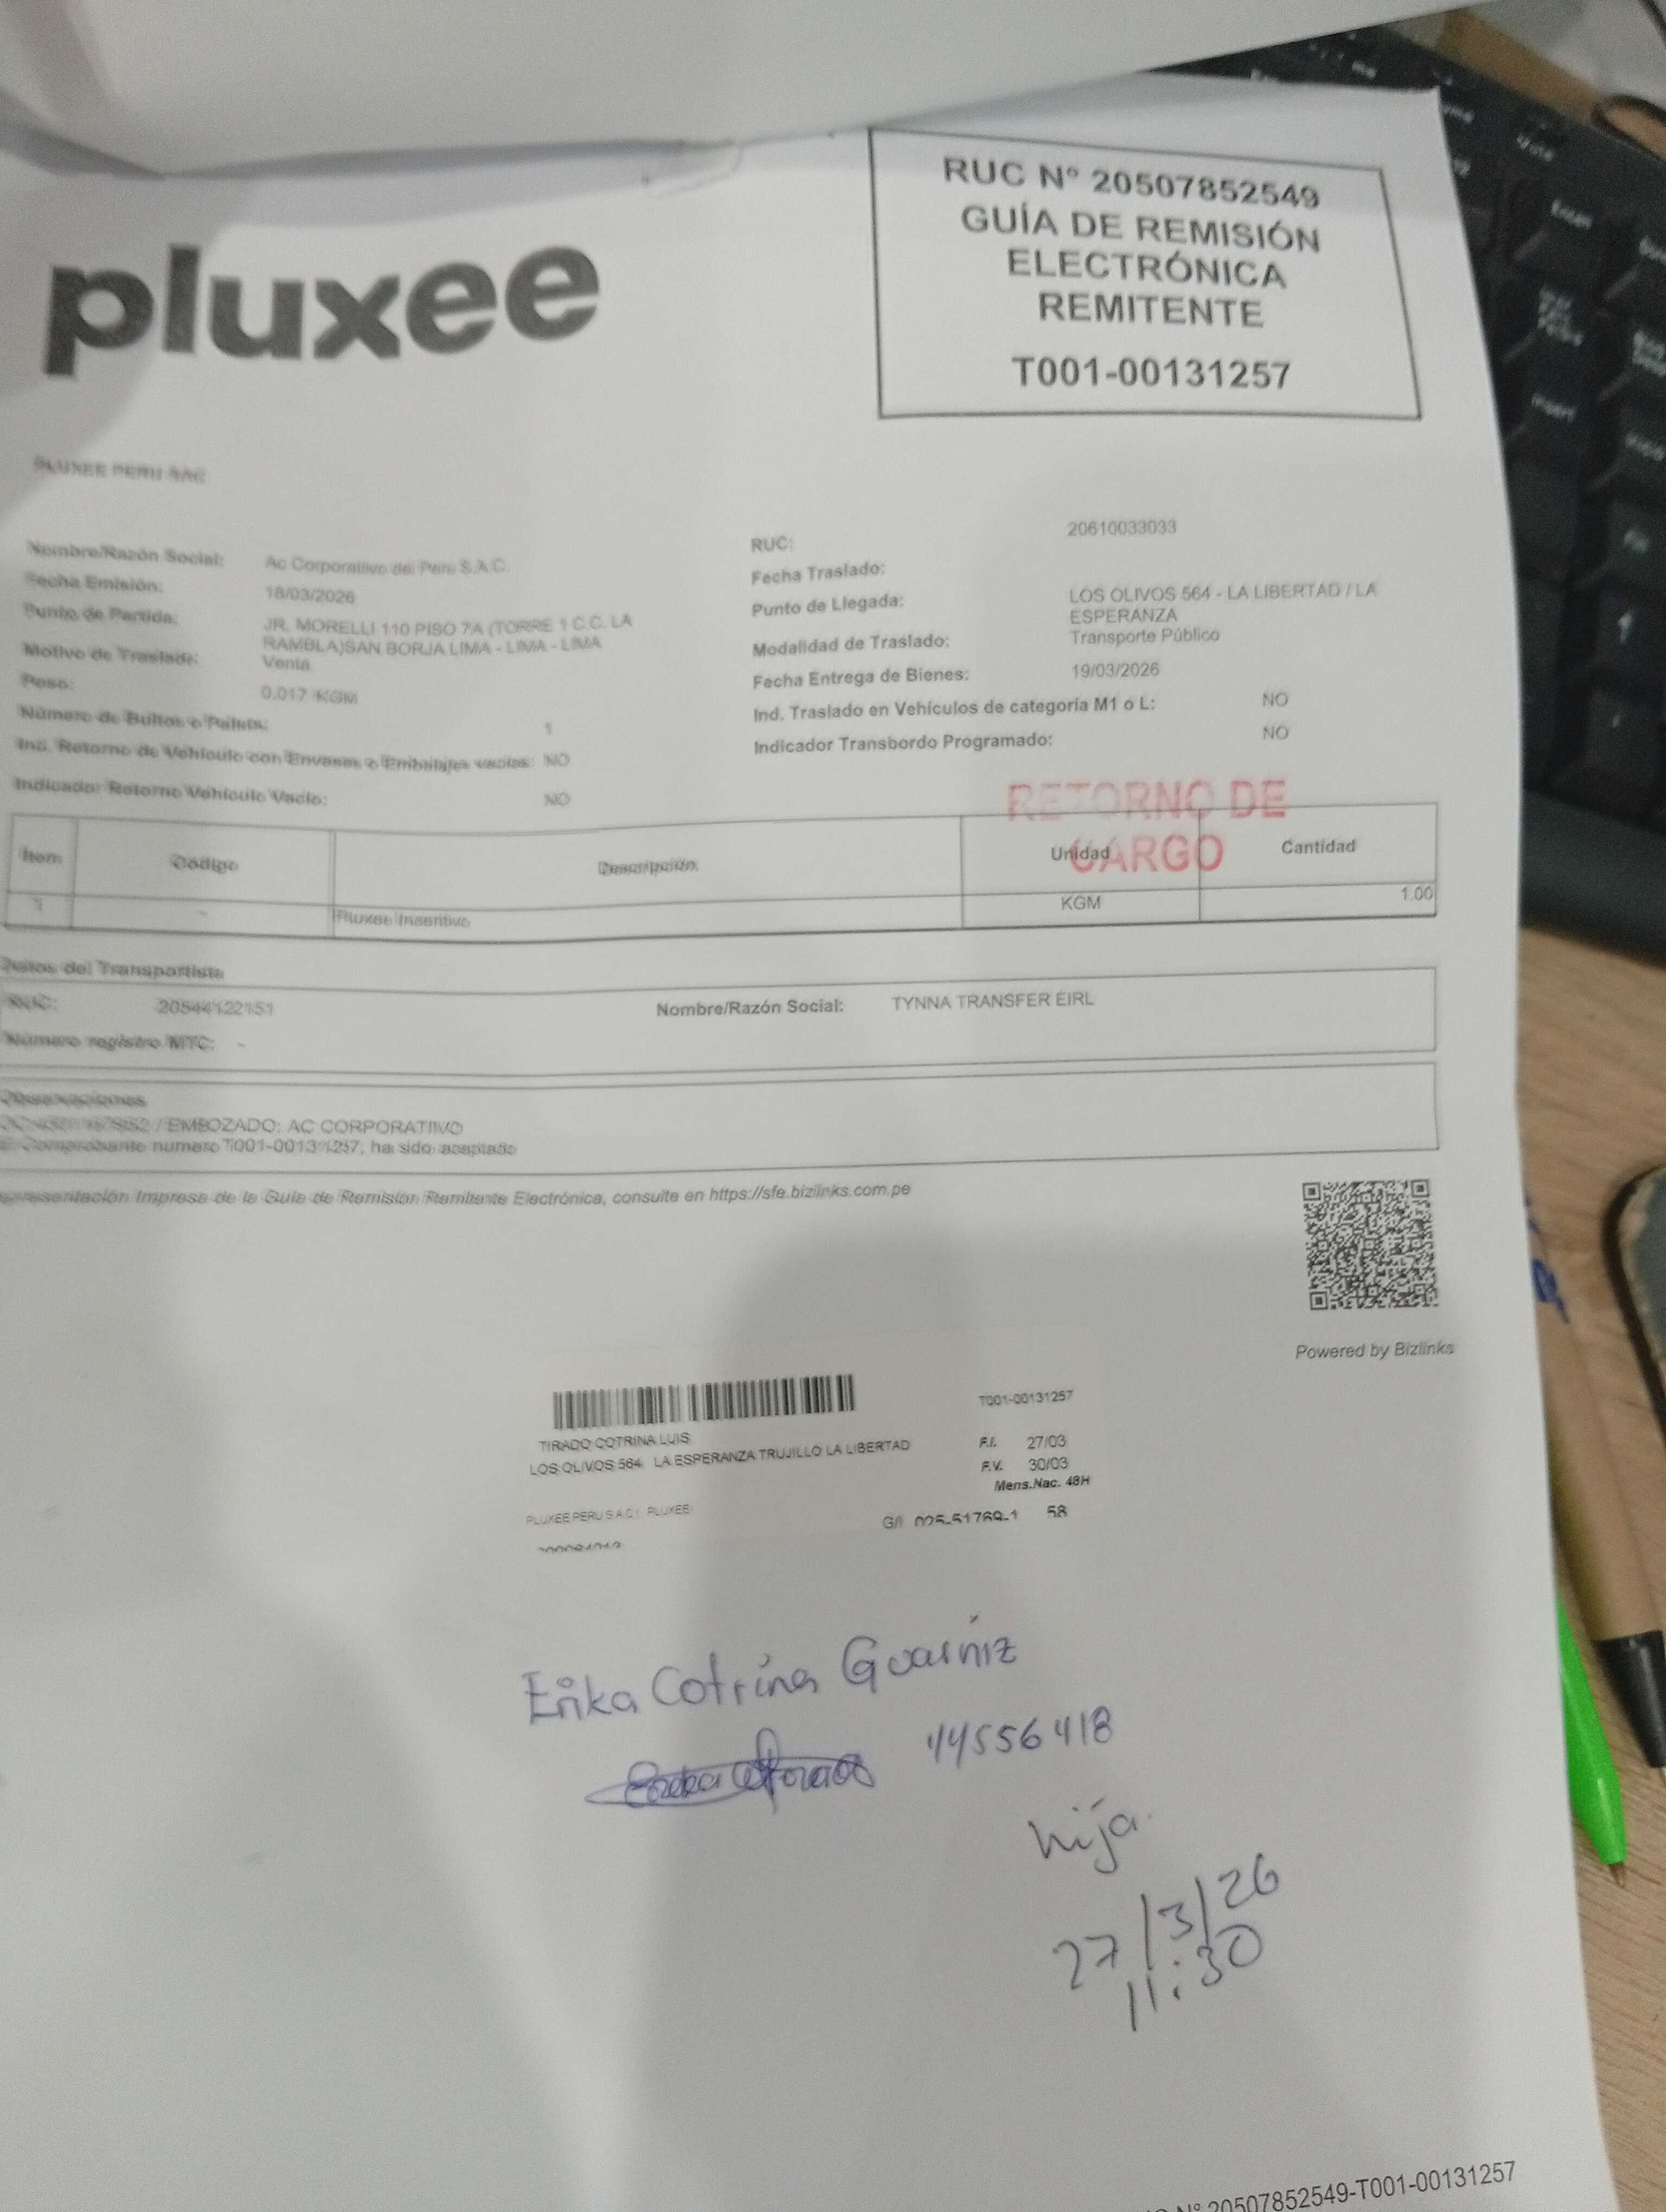 RUC N° 20507852549
GUÍA DE REMISIÓN
ELECTRÓNICA
REMITENTE
T001-00131257
pluxee
PLUXEE PERU SAC
Nombre/Razón Social: Ac Corporativo del Peru S.A.C.
Fecha Emisión: 18/03/2026
Punto de Partida: JR. MORELLI 110 PISO 7A (TORRE 1 C.C. LA
RAMBLA)SAN BORJA LIMA - LIMA - LIMA
Motivo de Traslado: Venta
Peso: 0.017 KGM
Número de Bultos o Pallets: 1
Ind. Retorno de Vehículo con Envases o Embalajes vacíos: NO
Indicador Retorno Vehículo Vacío: NO
RUC: 20610033033
Fecha Traslado:
Punto de Llegada: LOS OLIVOS 564 - LA LIBERTAD / LA
ESPERANZA
Modalidad de Traslado: Transporte Público
Fecha Entrega de Bienes: 19/03/2026
Ind. Traslado en Vehículos de categoría M1 o L: NO
Indicador Transbordo Programado: NO
RETORNO DE
CARGO
Ítem Código Descripción Unidad Cantidad
1 - Pluxee Incentivo KGM 1.00
Datos del Transportista
RUC: 20544122151 Nombre/Razón Social: TYNNA TRANSFER EIRL
Número registro MTC: -
Observaciones
/ EMBOZADO: AC CORPORATIVO
Comprobante numero T001-00131257, ha sido aceptado
Representación Impresa de la Guía de Remisión Remitente Electrónica, consulte en https://sfe.bizlinks.com.pe
Powered by Bizlinks
T001-00131257
TIRADO COTRINA LUIS
LOS OLIVOS 564 LA ESPERANZA TRUJILLO LA LIBERTAD
F.I. 27/03
F.V. 30/03
Mens.Nac. 48H
PLUXEE PERU S.A.C / PLUXEE
G/I 025-51769-1 58
Erika Cotrina Guarniz
44556418
hija
27/3/26
11:30
N° 20507852549-T001-00131257